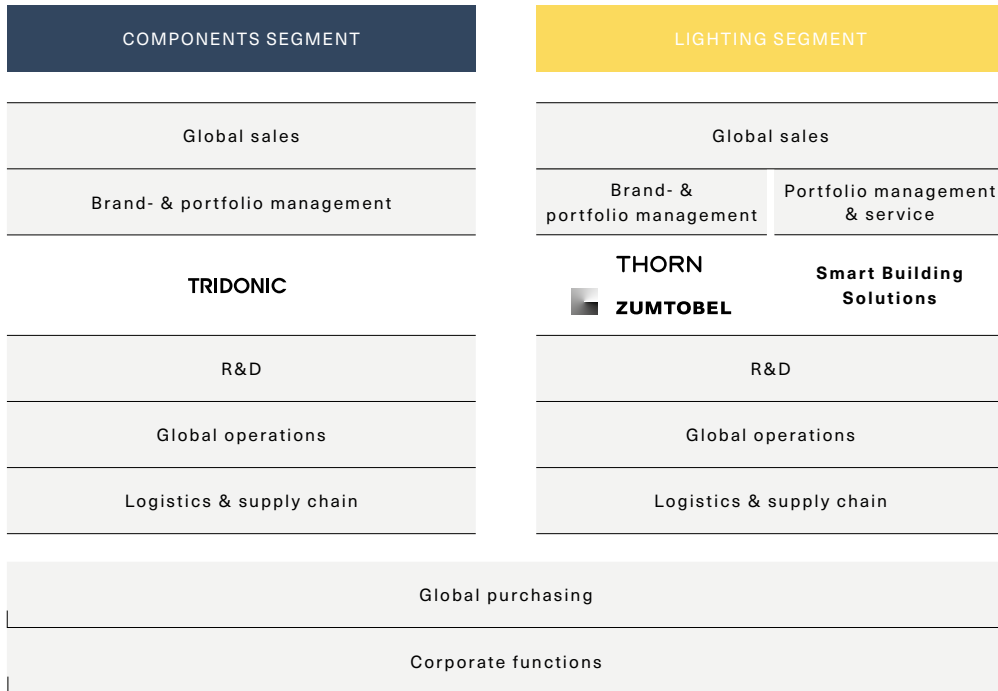 COMPONENTS SEGMENT
Global sales
Brand- & portfolio management
TRIDONIC
R&D
Global operations
Logistics & supply chain
LIGHTING SEGMENT
Global sales
Brand- &
portfolio management
THORN
ZUMTOBEL
Portfolio management
& service
Smart Building
Solutions
R&D
Global operations
Logistics & supply chain
Global purchasing
Corporate functions